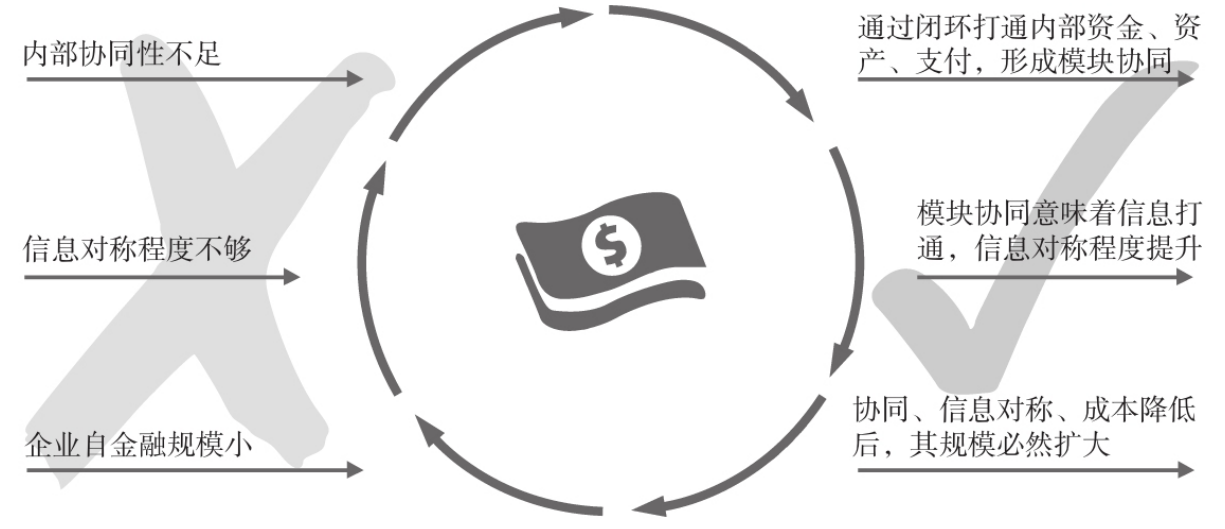 内部协同性不足
信息对称程度不够
企业自金融规模小
$
通过闭环打通内部资金、资
产、支付，形成模块协同
模块协同意味着信息打
通，信息对称程度提升
协同、信息对称、成本降低
后，其规模必然扩大